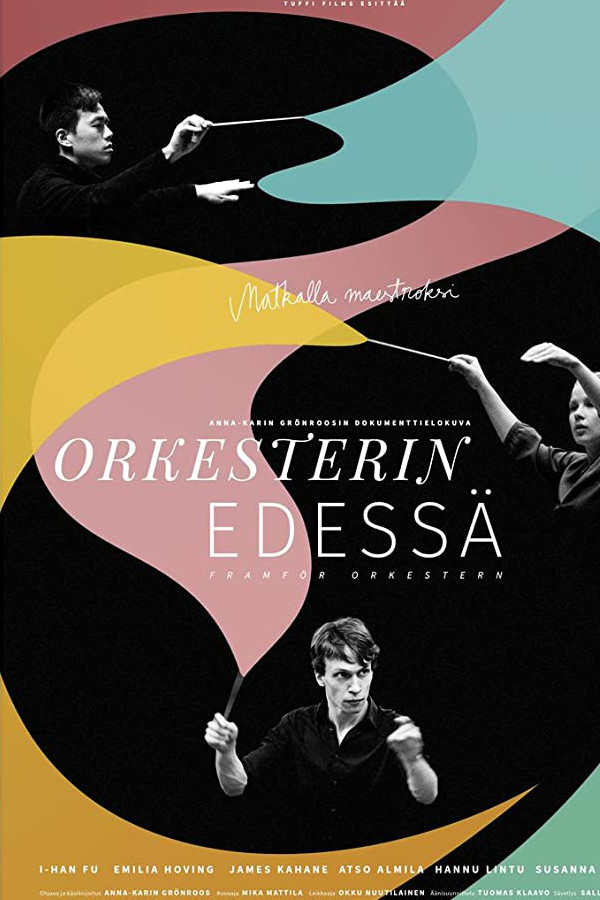 TUFFI FILMS ESITTÄÄ
Matkalla maestroksi
ANNA-KARIN GRÖNROOSIN DOKUMENTTIELOKUVA
ORKESTERIN
EDESSÄ
FRAMFÖR ORKESTERN
I-HAN FU EMILIA HOVING JAMES KAHANE ATSO ALMILA HANNU LINTU SUSANNA
Ohjaus ja käsikirjoitus ANNA-KARIN GRÖNROOS Kuvaaja MIKA MATTILA Leikkaaja OKKU NUUTILAINEN Äänisuunnittelu TUOMAS KLAAVO Sävellys SALL